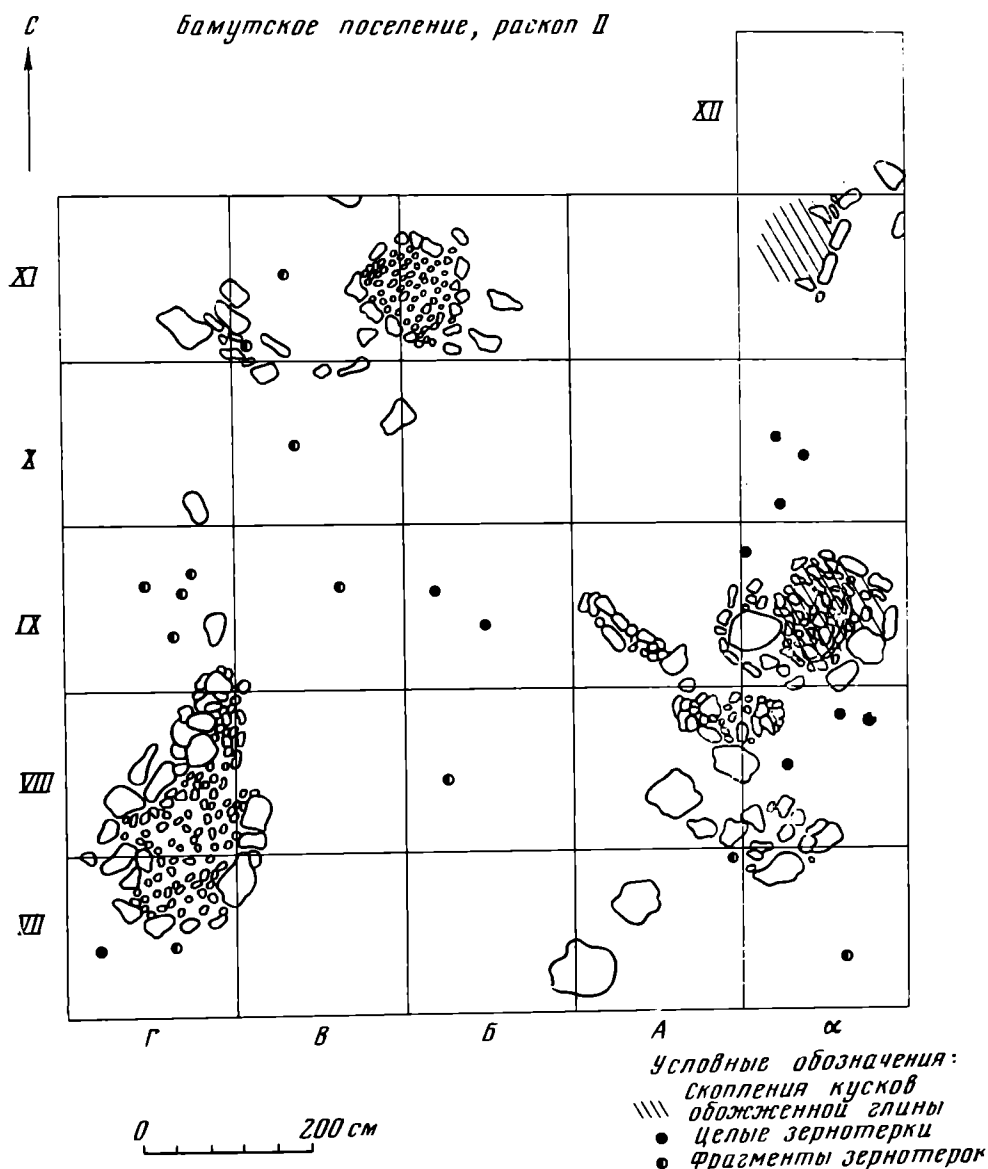 С Бамутское поселение, раскоп II
XII
XI
X
IX
VIII
VII
Г В Б А α
Условные обозначения:
Скопления кусков
обожженной глины
Целые зернотерки
Фрагменты зернотерок
0 200 см